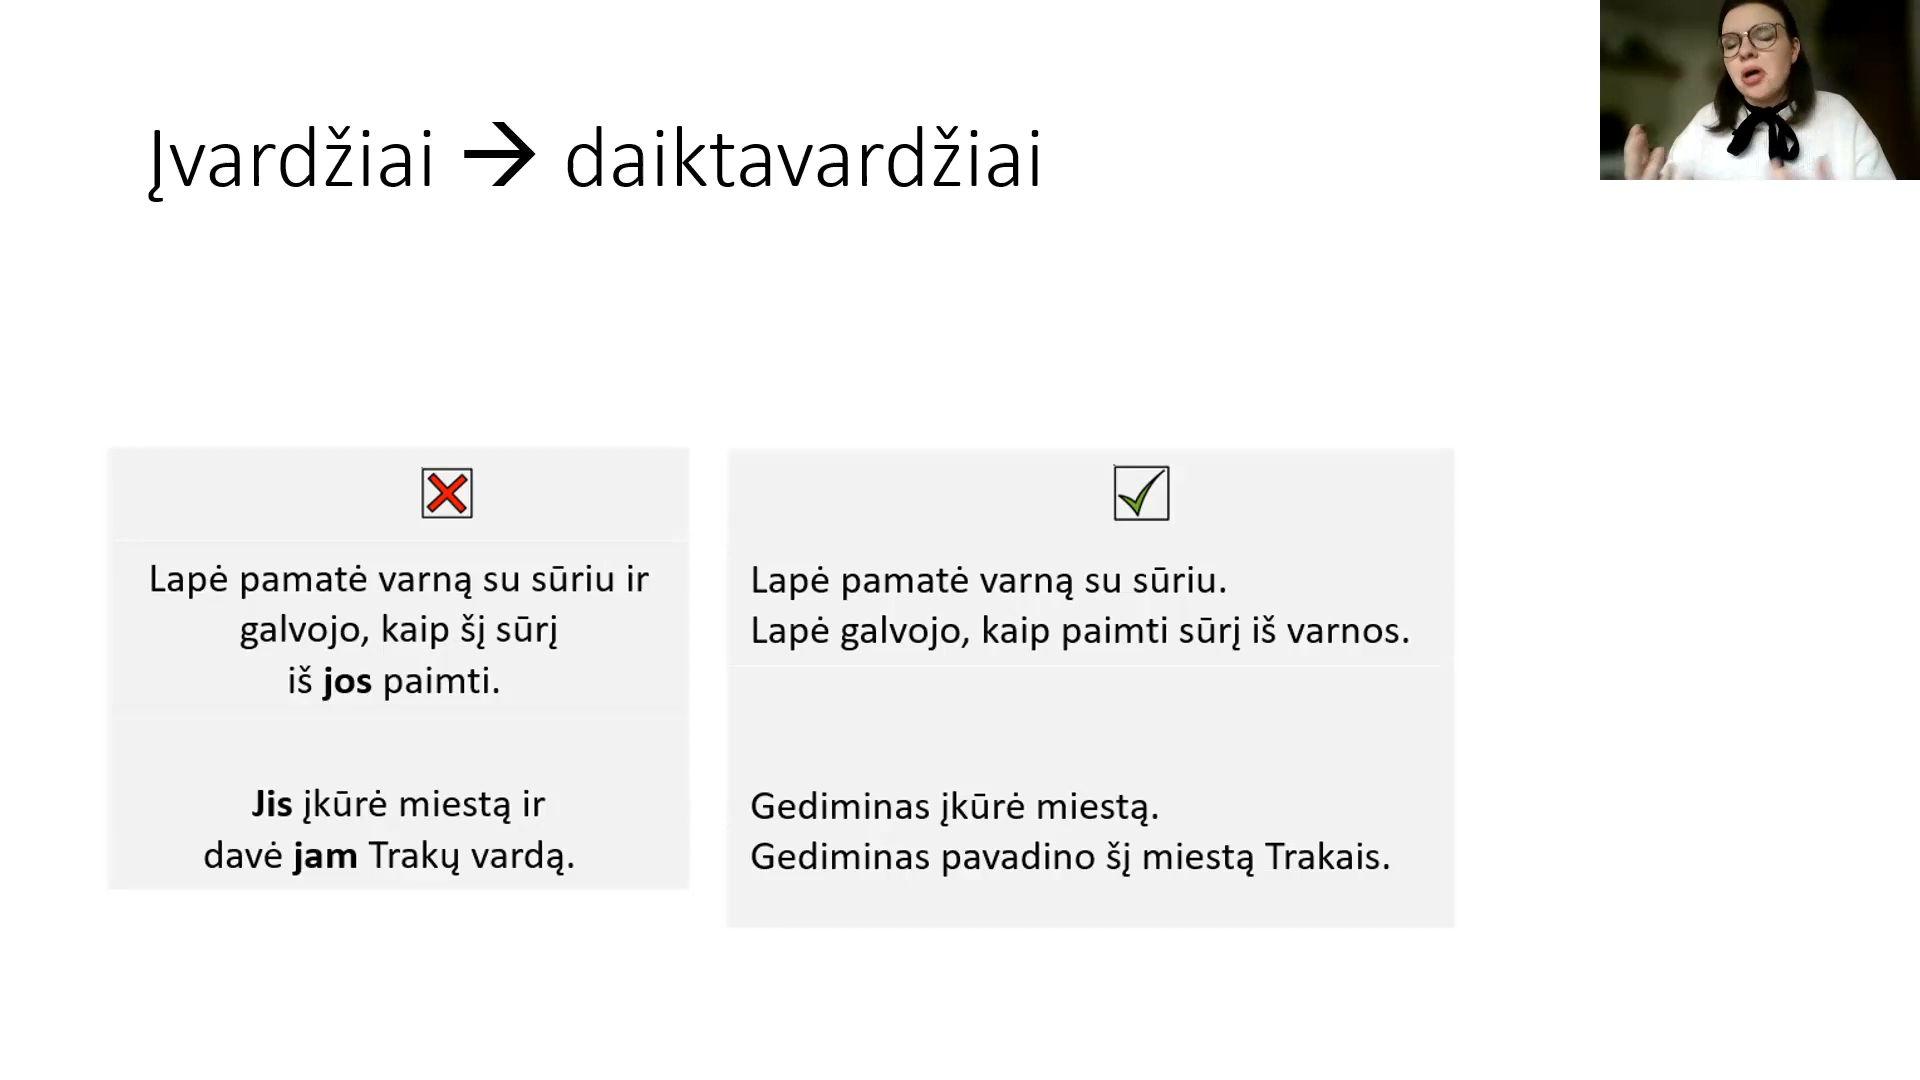 Įvardžiai → daiktavardžiai
Lapė pamatė varną su sūriu ir
galvojo, kaip šį sūrį
iš jos paimti.
Jis įkūrė miestą ir
davė jam Trakų vardą.
Lapė pamatė varną su sūriu.
Lapė galvojo, kaip paimti sūrį iš varnos.
Gediminas įkūrė miestą.
Gediminas pavadino šį miestą Trakais.